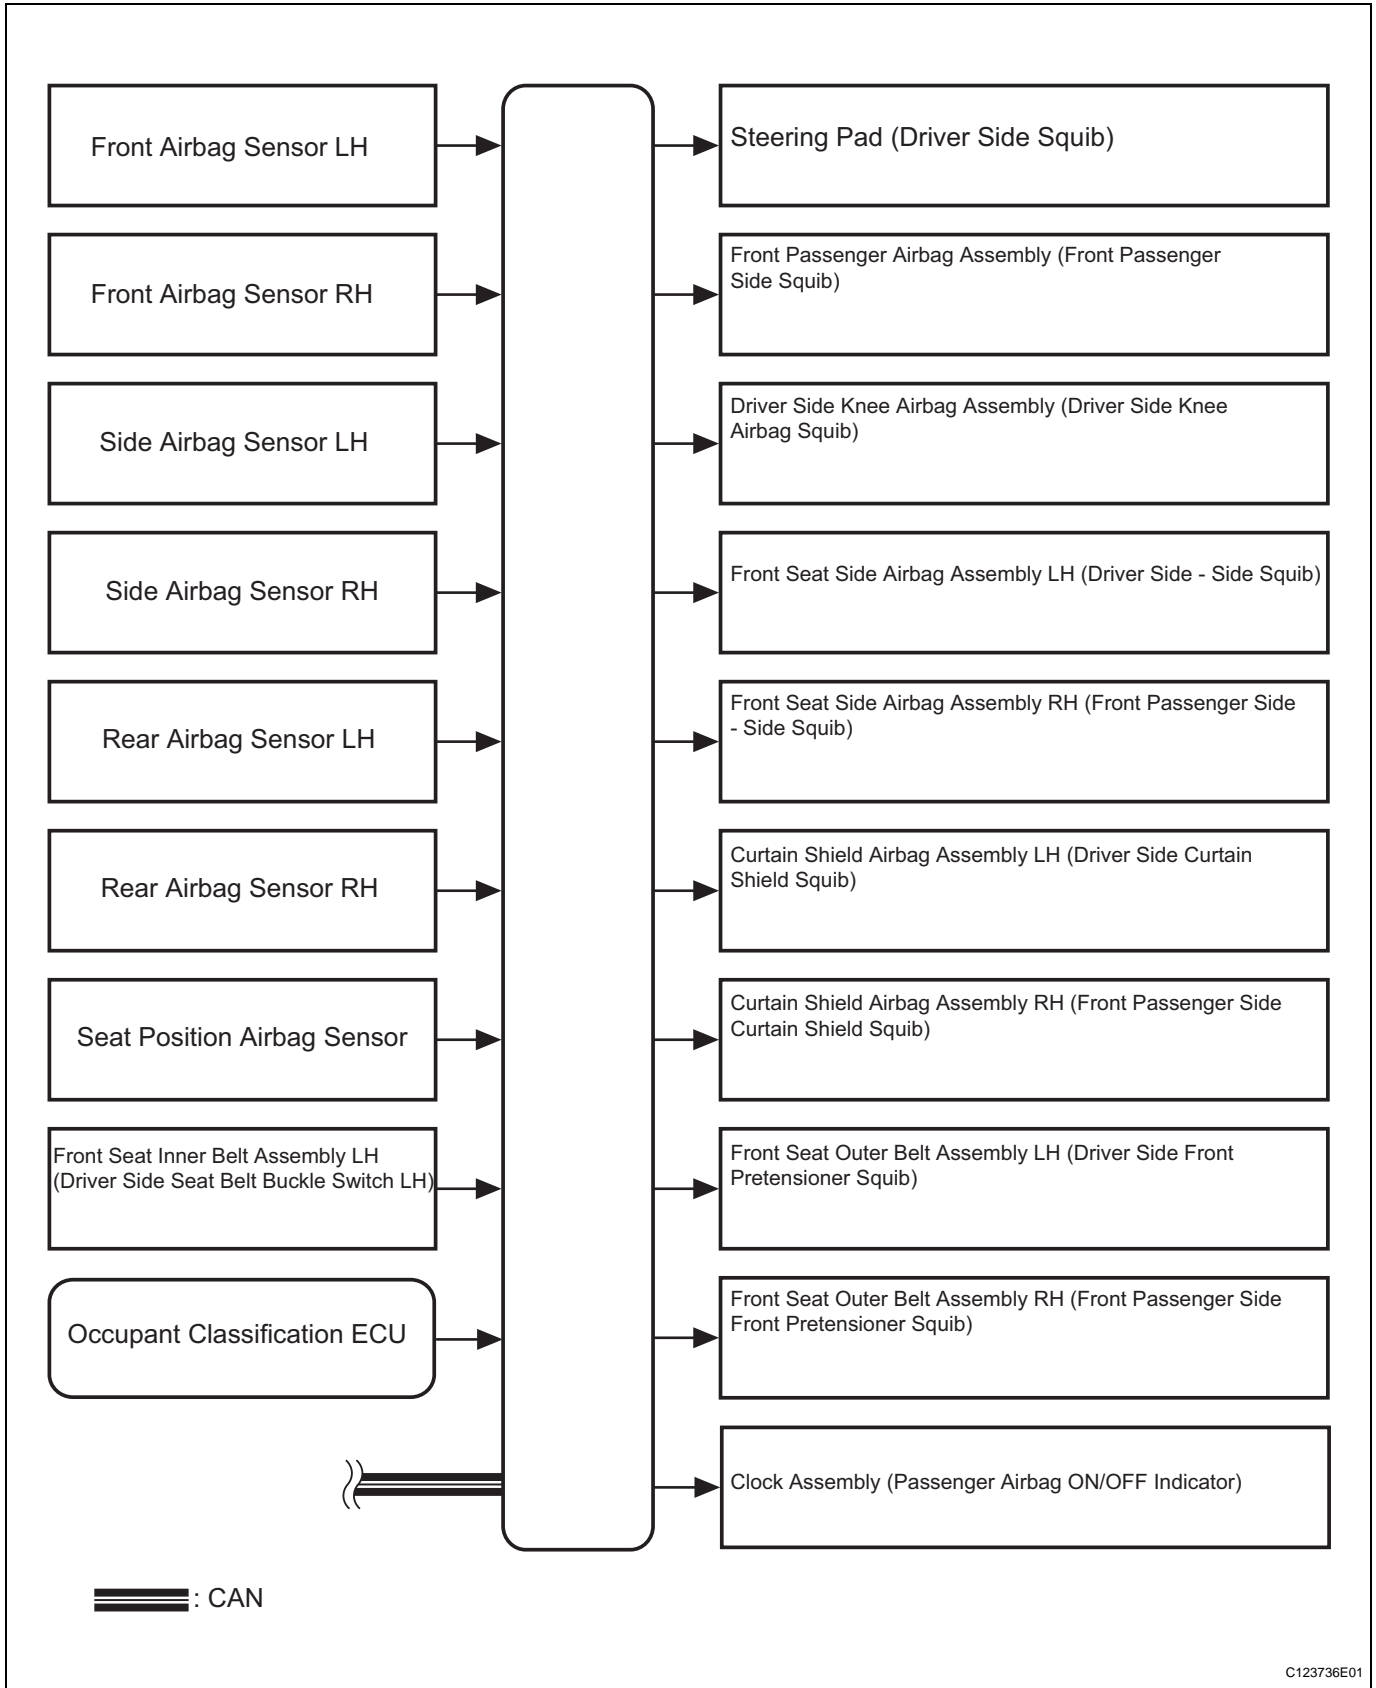 Front Airbag Sensor LH
Front Airbag Sensor RH
Side Airbag Sensor LH
Side Airbag Sensor RH
Rear Airbag Sensor LH
Rear Airbag Sensor RH
Seat Position Airbag Sensor
Front Seat Inner Belt Assembly LH
(Driver Side Seat Belt Buckle Switch LH)
Occupant Classification ECU
Steering Pad (Driver Side Squib)
Front Passenger Airbag Assembly (Front Passenger
Side Squib)
Driver Side Knee Airbag Assembly (Driver Side Knee
Airbag Squib)
Front Seat Side Airbag Assembly LH (Driver Side - Side Squib)
Front Seat Side Airbag Assembly RH (Front Passenger Side
- Side Squib)
Curtain Shield Airbag Assembly LH (Driver Side Curtain
Shield Squib)
Curtain Shield Airbag Assembly RH (Front Passenger Side
Curtain Shield Squib)
Front Seat Outer Belt Assembly LH (Driver Side Front
Pretensioner Squib)
Front Seat Outer Belt Assembly RH (Front Passenger Side
Front Pretensioner Squib)
Clock Assembly (Passenger Airbag ON/OFF Indicator)
: CAN
C123736E01